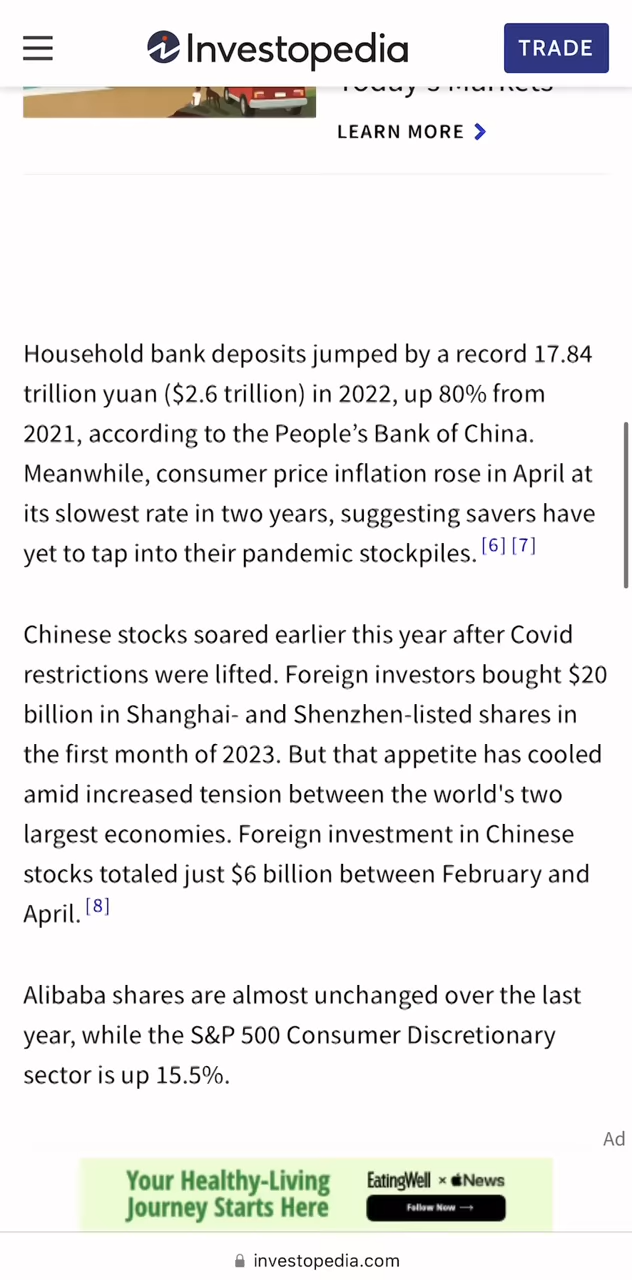 Investopedia
TRADE
Today's Markets
LEARN MORE
Household bank deposits jumped by a record 17.84
trillion yuan ($2.6 trillion) in 2022, up 80% from
2021, according to the People’s Bank of China.
Meanwhile, consumer price inflation rose in April at
its slowest rate in two years, suggesting savers have
yet to tap into their pandemic stockpiles. [6] [7]
Chinese stocks soared earlier this year after Covid
restrictions were lifted. Foreign investors bought $20
billion in Shanghai- and Shenzhen-listed shares in
the first month of 2023. But that appetite has cooled
amid increased tension between the world's two
largest economies. Foreign investment in Chinese
stocks totaled just $6 billion between February and
April. [8]
Alibaba shares are almost unchanged over the last
year, while the S&P 500 Consumer Discretionary
sector is up 15.5%.
Ad
Your Healthy-Living
Journey Starts Here
EatingWell × News
Follow Now →
investopedia.com